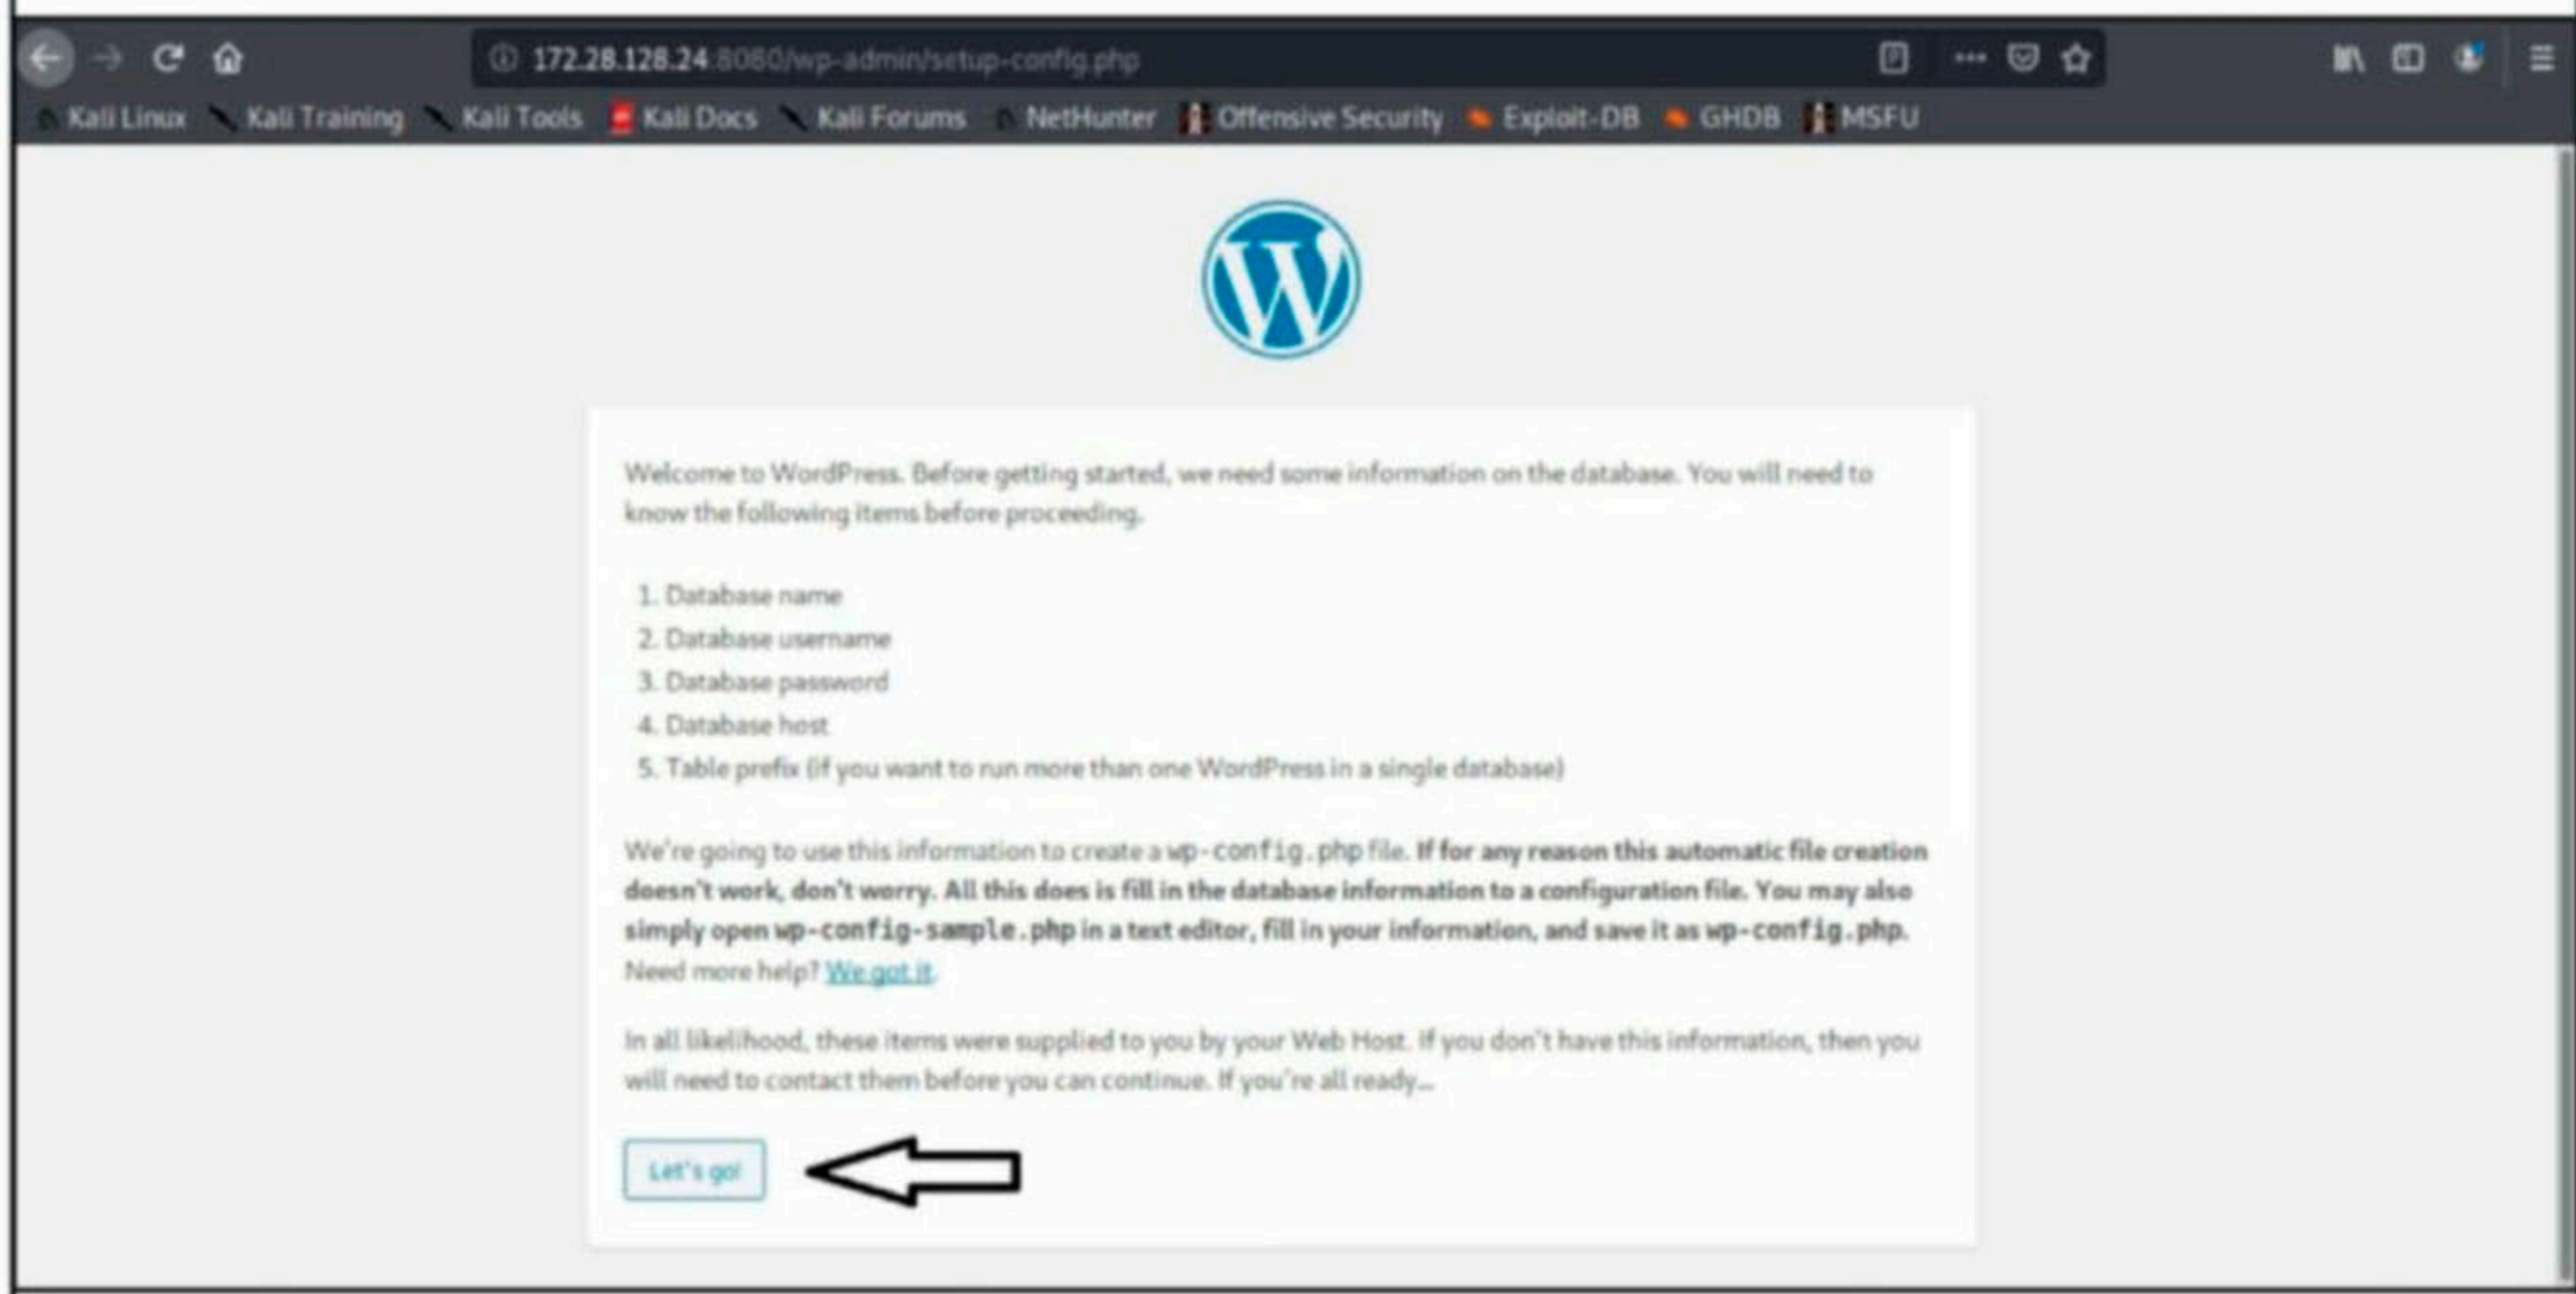 172.28.128.24:8080/wp-admin/setup-config.php
Kali Linux Kali Training Kali Tools Kali Docs Kali Forums NetHunter Offensive Security Exploit-DB GHDB MSFU
Welcome to WordPress. Before getting started, we need some information on the database. You will need to
know the following items before proceeding.
1. Database name
2. Database username
3. Database password
4. Database host
5. Table prefix (if you want to run more than one WordPress in a single database)
We're going to use this information to create a wp-config.php file. If for any reason this automatic file creation
doesn't work, don't worry. All this does is fill in the database information to a configuration file. You may also
simply open wp-config-sample.php in a text editor, fill in your information, and save it as wp-config.php.
Need more help? We got it.
In all likelihood, these items were supplied to you by your Web Host. If you don't have this information, then you
will need to contact them before you can continue. If you're all ready...
Let's go!